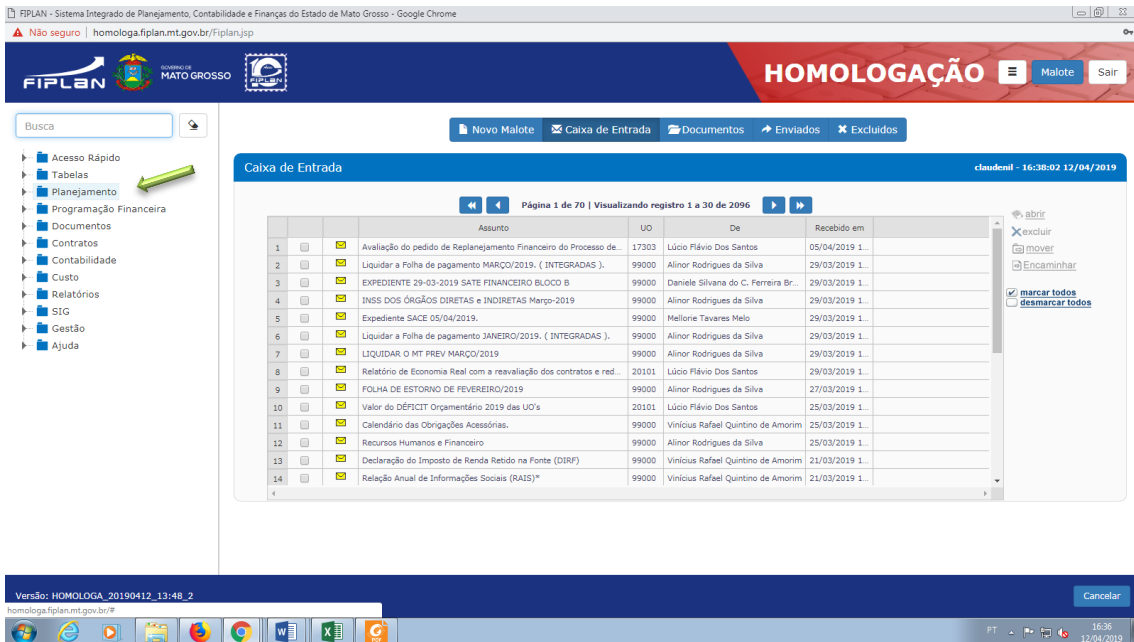 FIPLAN - Sistema Integrado de Planejamento, Contabilidade e Finanças do Estado de Mato Grosso - Google Chrome
Não seguro | homologa.fiplan.mt.gov.br/Fiplan.jsp
FIPLAN GOVERNO DE MATO GROSSO FIPLAN HOMOLOGAÇÃO Malote Sair
Busca
Novo Malote Caixa de Entrada Documentos Enviados Excluidos
Acesso Rápido
Tabelas
Planejamento
Programação Financeira
Documentos
Contratos
Contabilidade
Custo
Relatórios
SIG
Gestão
Ajuda
Caixa de Entrada claudenil - 16:38:02 12/04/2019
Página 1 de 70 | Visualizando registro 1 a 30 de 2096
Assunto UO De Recebido em
1 Avaliação do pedido de Replanejamento Financeiro do Processo de... 17303 Lúcio Flávio Dos Santos 05/04/2019 1...
2 Liquidar a Folha de pagamento MARÇO/2019. ( INTEGRADAS ). 99000 Alinor Rodrigues da Silva 29/03/2019 1...
3 EXPEDIENTE 29-03-2019 SATE FINANCEIRO BLOCO B 99000 Daniele Silvana do C. Ferreira Br... 29/03/2019 1...
4 INSS DOS ÓRGÃOS DIRETAS e INDIRETAS Março-2019 99000 Alinor Rodrigues da Silva 29/03/2019 1...
5 Expediente SACE 05/04/2019. 99000 Mellorie Tavares Melo 29/03/2019 1...
6 Liquidar a Folha de pagamento JANEIRO/2019. ( INTEGRADAS ). 99000 Alinor Rodrigues da Silva 29/03/2019 1...
7 LIQUIDAR O MT PREV MARÇO/2019 99000 Alinor Rodrigues da Silva 29/03/2019 1...
8 Relatório de Economia Real com a reavaliação dos contratos e red... 20101 Lúcio Flávio Dos Santos 29/03/2019 1...
9 FOLHA DE ESTORNO DE FEVEREIRO/2019 99000 Alinor Rodrigues da Silva 27/03/2019 1...
10 Valor do DÉFICIT Orçamentário 2019 das UO's 20101 Lúcio Flávio Dos Santos 25/03/2019 1...
11 Calendário das Obrigações Acessórias. 99000 Vinícius Rafael Quintino de Amorim 25/03/2019 1...
12 Recursos Humanos e Financeiro 99000 Alinor Rodrigues da Silva 25/03/2019 1...
13 Declaração do Imposto de Renda Retido na Fonte (DIRF) 99000 Vinícius Rafael Quintino de Amorim 21/03/2019 1...
14 Relação Anual de Informações Sociais (RAIS)* 99000 Vinícius Rafael Quintino de Amorim 21/03/2019 1...
abrir
excluir
mover
Encaminhar
marcar todos
desmarcar todos
Versão: HOMOLOGA_20190412_13:48_2 Cancelar
homologa.fiplan.mt.gov.br/#
PT 16:36
12/04/2019